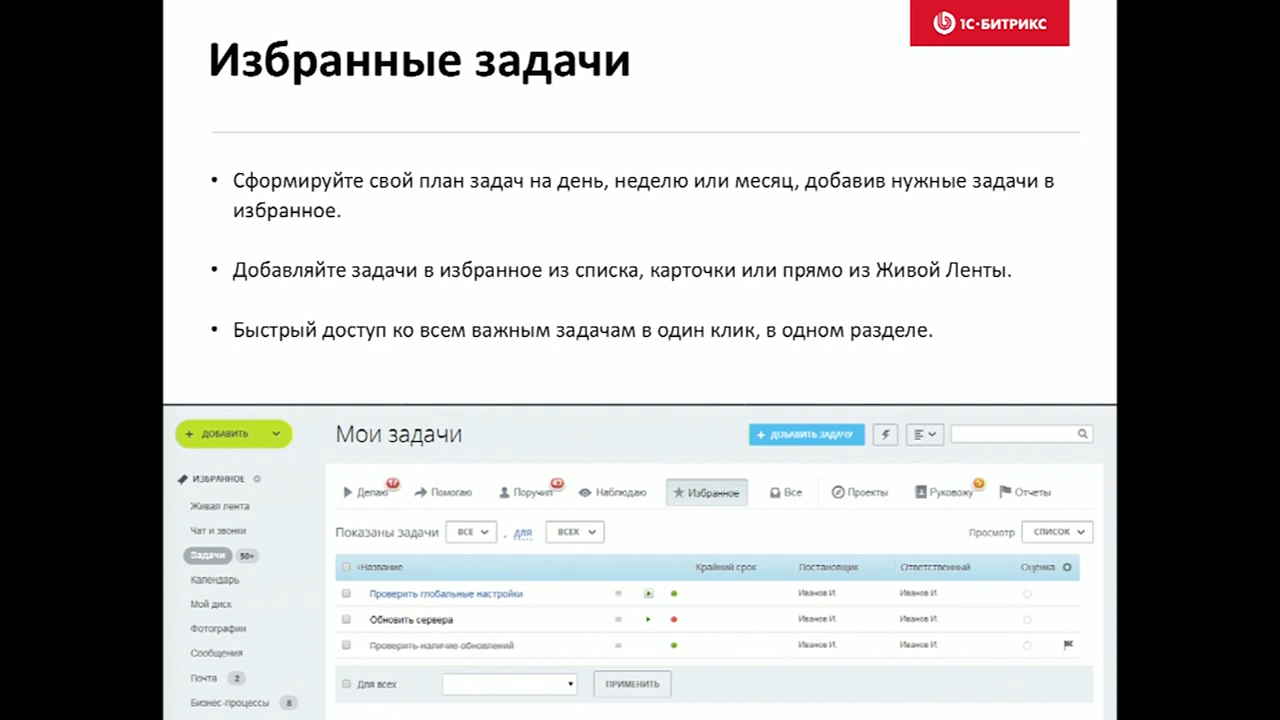 1С·БИТРИКС
Избранные задачи
• Сформируйте свой план задач на день, неделю или месяц, добавив нужные задачи в
избранное.
• Добавляйте задачи в избранное из списка, карточки или прямо из Живой Ленты.
• Быстрый доступ ко всем важным задачам в один клик, в одном разделе.
+ ДОБАВИТЬ
Мои задачи
+ ДОБАВИТЬ ЗАДАЧУ
ИЗБРАННОЕ
Живая лента
Чат и звонки
Задачи 50+
Календарь
Мой диск
Фотографии
Сообщения
Почта 2
Бизнес-процессы 8
Делаю 17 Помогаю Поручил Наблюдаю Избранное Все Проекты Руковожу Отчеты
Показаны задачи ВСЕ , для ВСЕХ Просмотр СПИСОК
Название Крайний срок Постановщик Ответственный Оценка
Проверить глобальные настройки Иванов И. Иванов И.
Обновить сервера Иванов И. Иванов И.
Проверить наличие обновлений Иванов И. Иванов И.
Для всех ПРИМЕНИТЬ